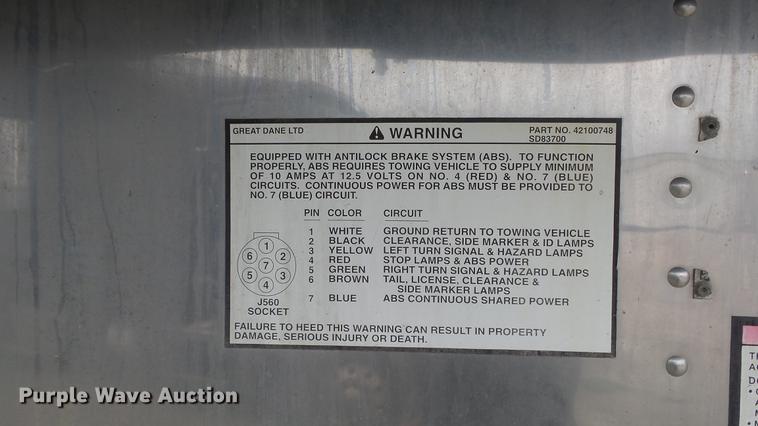 GREAT DANE LTD
WARNING
PART NO. 42100748
SD83700
EQUIPPED WITH ANTILOCK BRAKE SYSTEM (ABS). TO FUNCTION
PROPERLY, ABS REQUIRES TOWING VEHICLE TO SUPPLY MINIMUM
OF 10 AMPS AT 12.5 VOLTS ON NO. 4 (RED) & NO. 7 (BLUE)
CIRCUITS. CONTINUOUS POWER FOR ABS MUST BE PROVIDED TO
NO. 7 (BLUE) CIRCUIT.
PIN COLOR CIRCUIT
1 WHITE GROUND RETURN TO TOWING VEHICLE
2 BLACK CLEARANCE, SIDE MARKER & ID LAMPS
3 YELLOW LEFT TURN SIGNAL & HAZARD LAMPS
4 RED STOP LAMPS & ABS POWER
5 GREEN RIGHT TURN SIGNAL & HAZARD LAMPS
6 BROWN TAIL, LICENSE, CLEARANCE &
SIDE MARKER LAMPS
7 BLUE ABS CONTINUOUS SHARED POWER
1
6 2
7
5 3
4
J560
SOCKET
FAILURE TO HEED THIS WARNING CAN RESULT IN PROPERTY
DAMAGE, SERIOUS INJURY OR DEATH.
Purple Wave Auction